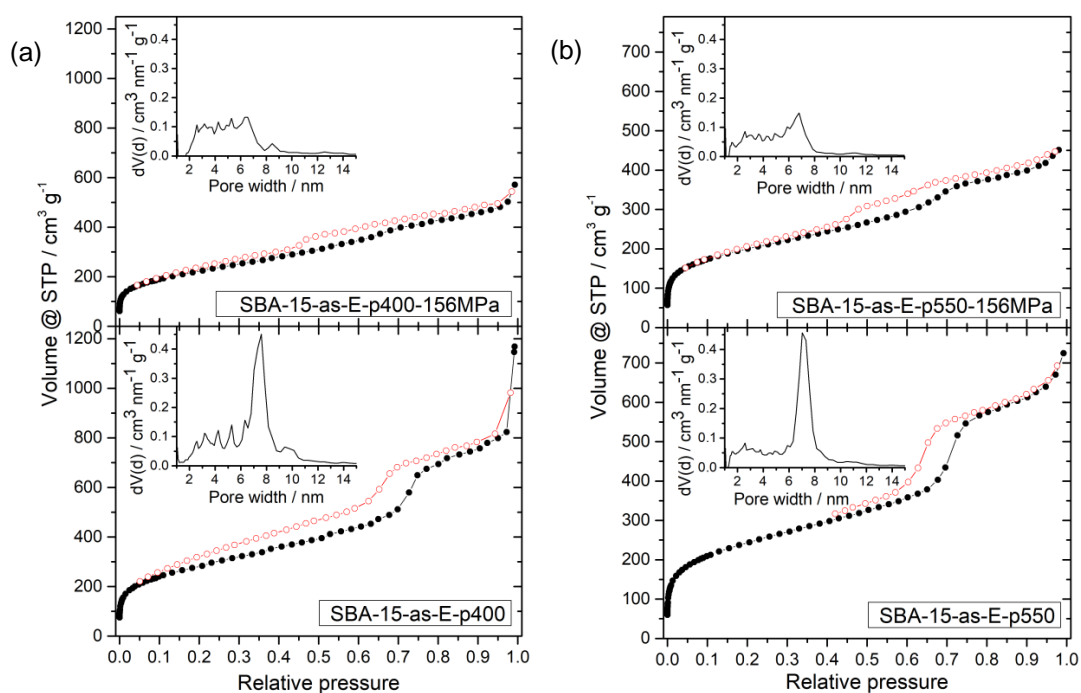 (a)
1200
1000
800
600
400
200
0
0.4
0.3
0.2
0.1
0.0
dV(d) / cm³ nm⁻¹ g⁻¹
2 4 6 8 10 12 14
Pore width / nm
SBA-15-as-E-p400-156MPa
Volume @ STP / cm³ g⁻¹
1200
1000
800
600
400
200
0
0.4
0.3
0.2
0.1
0.0
dV(d) / cm³ nm⁻¹ g⁻¹
2 4 6 8 10 12 14
Pore width / nm
SBA-15-as-E-p400
0.0 0.1 0.2 0.3 0.4 0.5 0.6 0.7 0.8 0.9 1.0
Relative pressure
(b)
700
600
500
400
300
200
100
0
0.4
0.3
0.2
0.1
0.0
dV(d) / cm³ nm⁻¹ g⁻¹
2 4 6 8 10 12 14
Pore width / nm
SBA-15-as-E-p550-156MPa
Volume @ STP / cm³ g⁻¹
700
600
500
400
300
200
100
0
0.4
0.3
0.2
0.1
0.0
dV(d) / cm³ nm⁻¹ g⁻¹
2 4 6 8 10 12 14
Pore width / nm
SBA-15-as-E-p550
0.0 0.1 0.2 0.3 0.4 0.5 0.6 0.7 0.8 0.9 1.0
Relative pressure